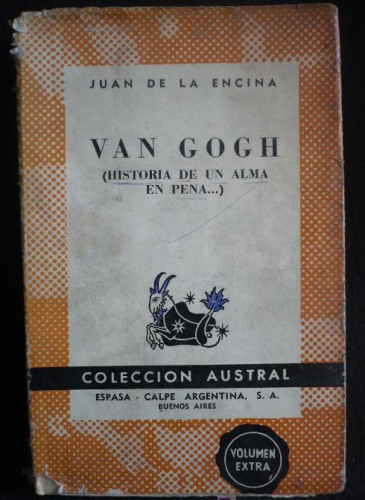 JUAN DE LA ENCINA
VAN GOGH
(HISTORIA DE UN ALMA
EN PENA...)
COLECCION AUSTRAL
ESPASA - CALPE ARGENTINA, S. A.
BUENOS AIRES
VOLUMEN
EXTRA